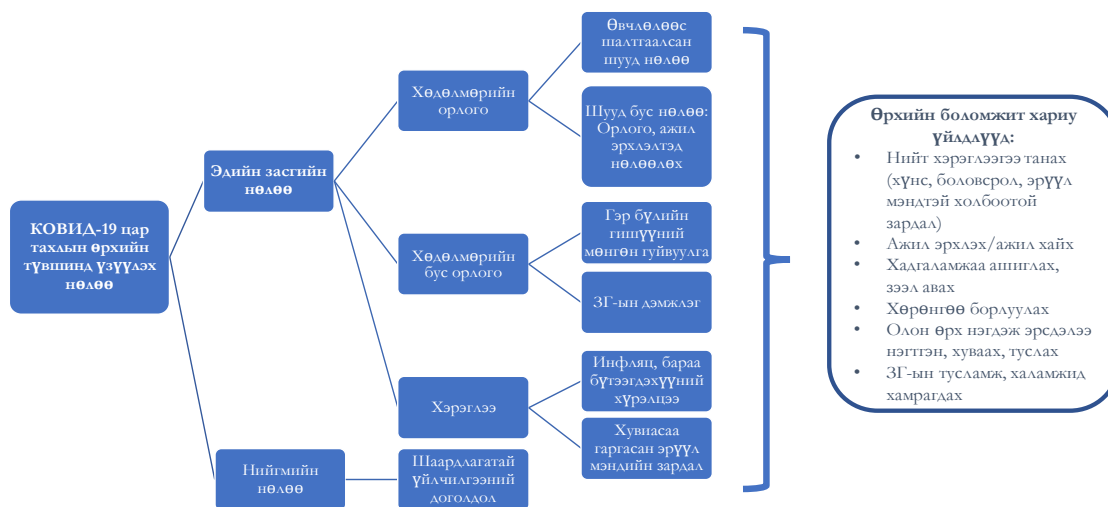 КОВИД-19 цар
тахлын өрхийн
түвшинд үзүүлэх
нөлөө
Эдийн засгийн
нөлөө
Нийгмийн
нөлөө
Хөдөлмөрийн
орлого
Хөдөлмөрийн
бус орлого
Хэрэглээ
Шаардлагатай
үйлчилгээний
доголдол
Өвчлөлөөс
шалтгаалсан
шууд нөлөө
Шууд бус нөлөө:
Орлого, ажил
эрхлэлтэд
нөлөөлөх
Гэр бүлийн
гишүүний
мөнгөн гуйвуулга
ЗГ-ын дэмжлэг
Инфляц, бараа
бүтээгдэхүүний
хүрэлцээ
Хувиасаа
гаргасан эрүүл
мэндийн зардал
Өрхийн боломжит хариу
үйлдлүүд:
• Нийт хэрэглээгээ танах
(хүнс, боловсрол, эрүүл
мэндтэй холбоотой
зардал)
• Ажил эрхлэх/ажил хайх
• Хадгаламжаа ашиглах,
зээл авах
• Хөрөнгөө борлуулах
• Олон өрх нэгдэж эрсдэлээ
нэгтгэн, хуваах, туслах
• ЗГ-ын тусламж, халамжид
хамрагдах